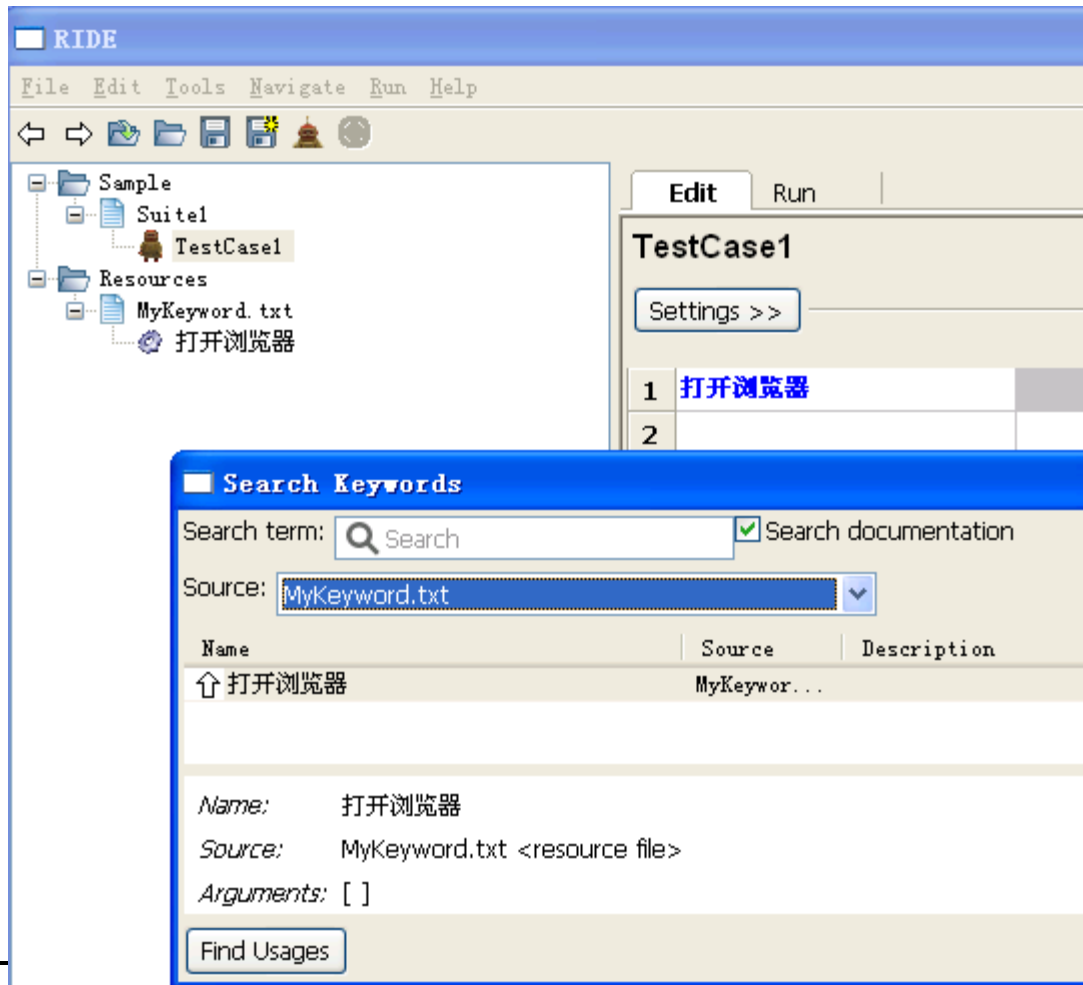 RIDE
File Edit Tools Navigate Run Help
Sample
Suite1
TestCase1
Resources
MyKeyword.txt
打开浏览器
Edit Run
TestCase1
Settings >>
1 打开浏览器
2
Search Keywords
Search term: Search Search documentation
Source: MyKeyword.txt
Name Source Description
打开浏览器 MyKeywor...
Name: 打开浏览器
Source: MyKeyword.txt <resource file>
Arguments: [ ]
Find Usages